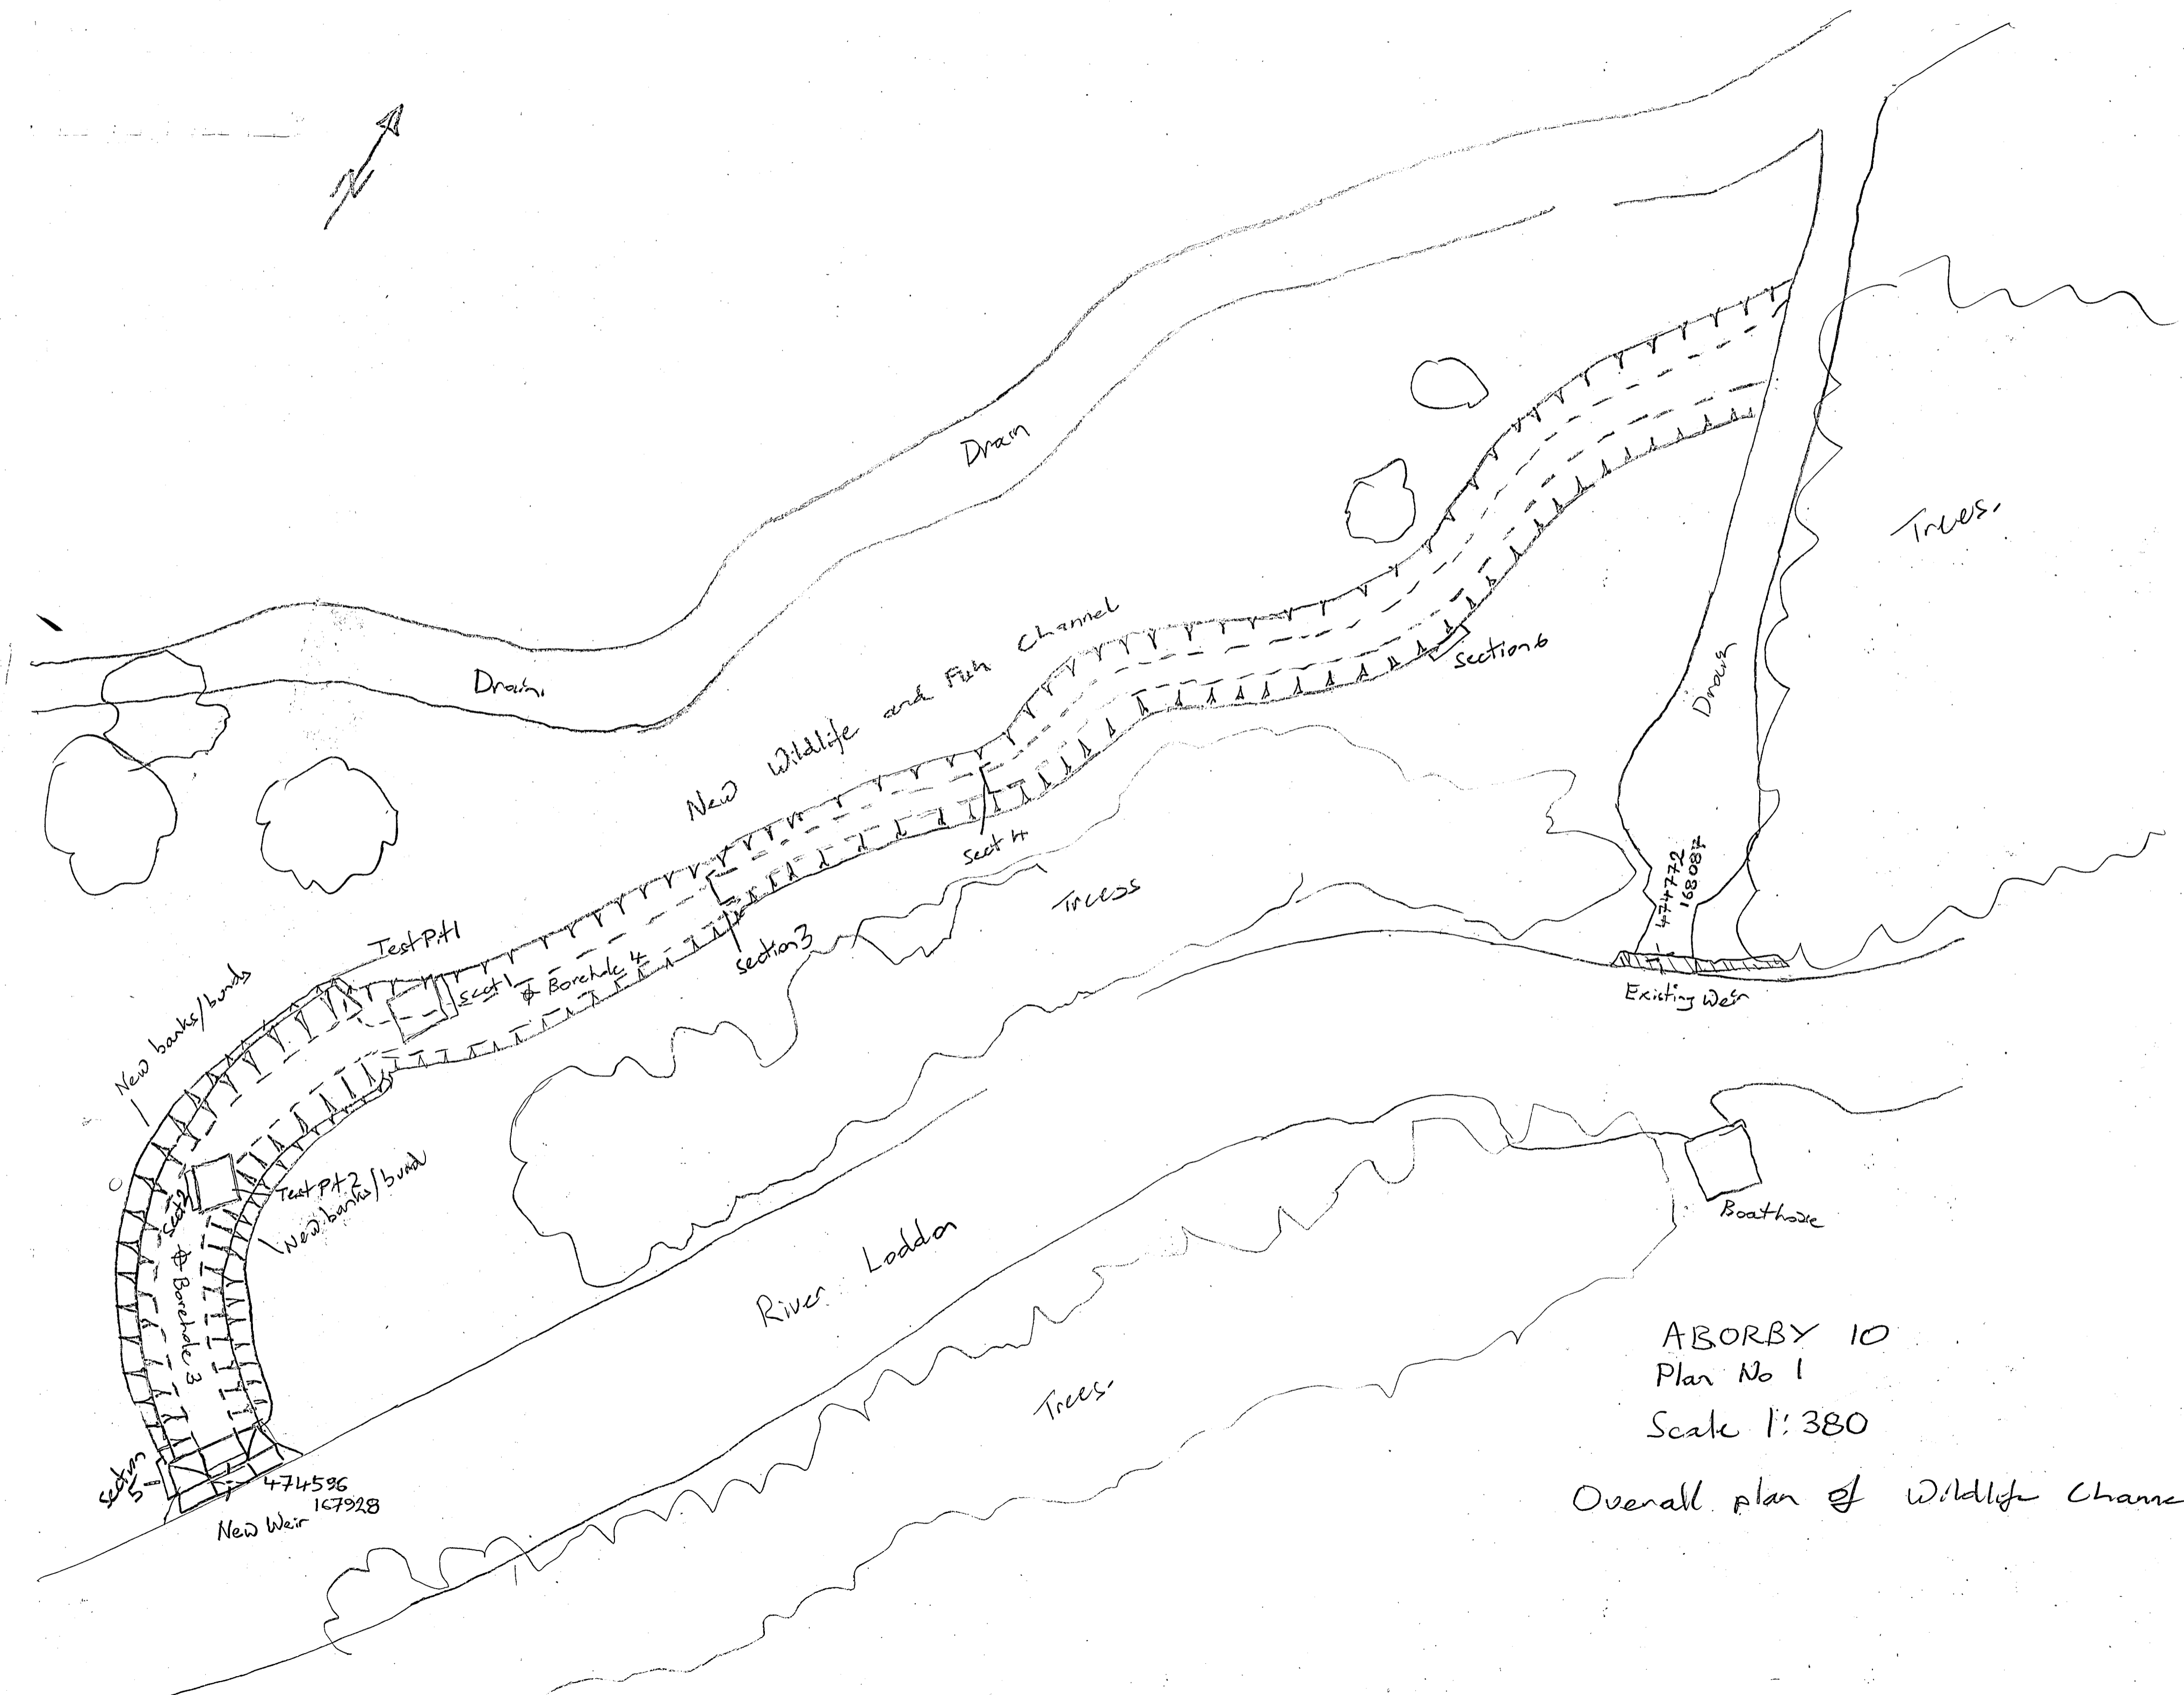 N
Drain
Drain.
New Wildlife and Fish Channel
Trees.
Section 6
Drain
474772
168087
Sect 4
Trees
Section 3
Test Pit 1
Sect 1
Borehole 4
New banks/bunds
Existing Weir
Test Pit 2
New banks/bund
Sect 2
Borehole 3
River Loddon
Trees.
Section
5
474596
167928
New Weir
ABORBY 10
Plan No 1
Scale 1:380
Overall plan of Wildlife Channe